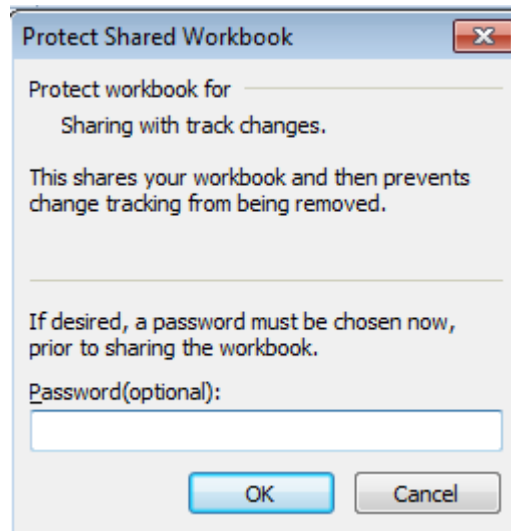 Protect Shared Workbook
Protect workbook for
Sharing with track changes.
This shares your workbook and then prevents
change tracking from being removed.
If desired, a password must be chosen now,
prior to sharing the workbook.
Password(optional):
OK Cancel